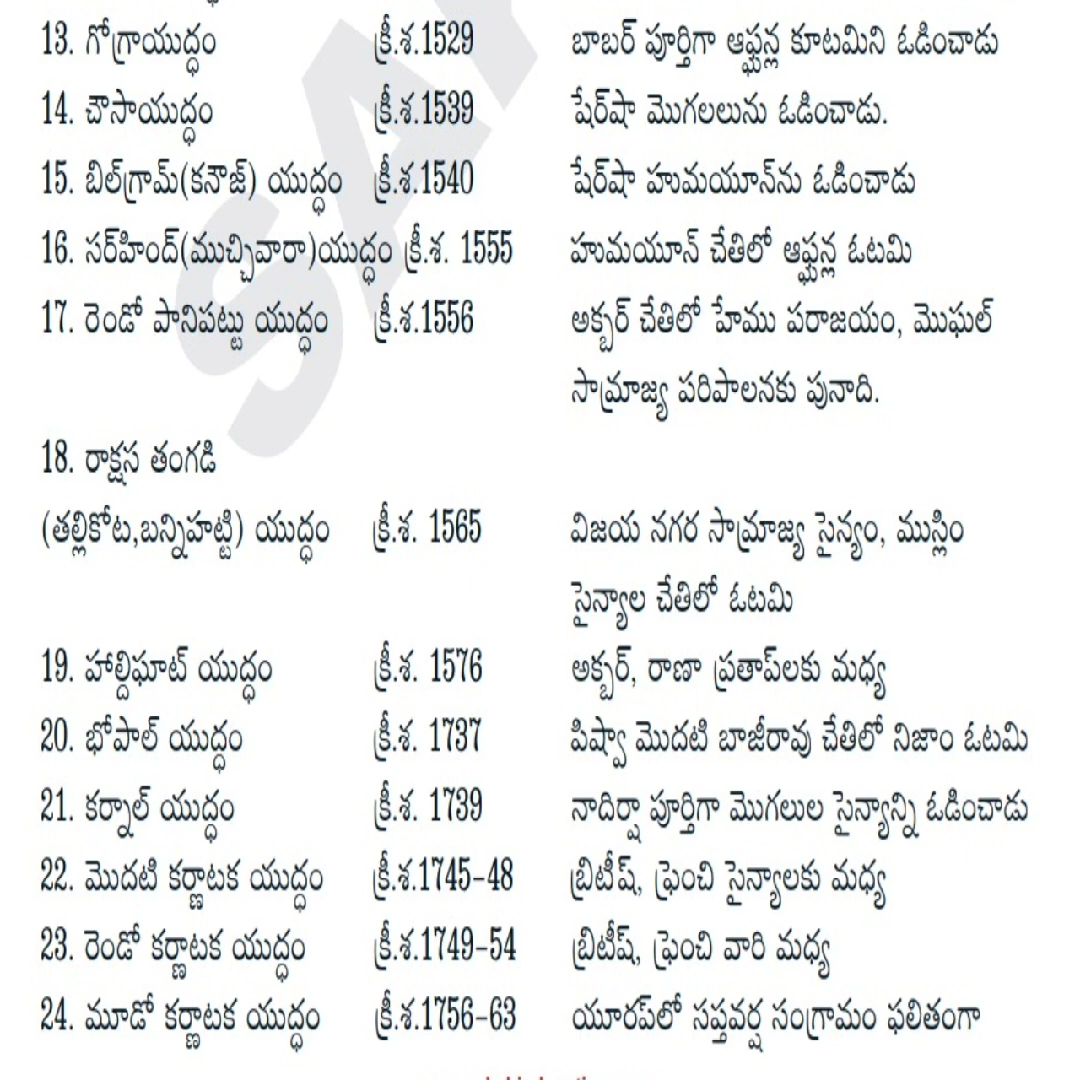 13. గోగ్రాయుద్ధం క్రీ.శ.1529 బాబర్ పూర్తిగా ఆఫ్ఘన్ల కూటమిని ఓడించాడు
14. చౌసాయుద్ధం క్రీ.శ.1539 షేర్‌షా మొగలలును ఓడించాడు.
15. బిల్‌గ్రామ్(కనౌజ్) యుద్ధం క్రీ.శ.1540 షేర్‌షా హుమయూన్‌ను ఓడించాడు
16. సర్‌హింద్(ముచ్చివారా)యుద్ధం క్రీ.శ. 1555 హుమయూన్ చేతిలో ఆఫ్ఘన్ల ఓటమి
17. రెండో పానిపట్టు యుద్ధం క్రీ.శ.1556 అక్బర్ చేతిలో హేము పరాజయం, మొఘల్
సామ్రాజ్య పరిపాలనకు పునాది.
18. రాక్షస తంగడి
(తల్లికోట,బన్నిహట్టి) యుద్ధం క్రీ.శ. 1565 విజయ నగర సామ్రాజ్య సైన్యం, ముస్లిం
సైన్యాల చేతిలో ఓటమి
19. హాల్దిఘాట్ యుద్ధం క్రీ.శ. 1576 అక్బర్, రాణా ప్రతాప్‌లకు మధ్య
20. భోపాల్ యుద్ధం క్రీ.శ. 1737 పిష్వా మొదటి బాజీరావు చేతిలో నిజాం ఓటమి
21. కర్నాల్ యుద్ధం క్రీ.శ. 1739 నాదిర్షా పూర్తిగా మొగలుల సైన్యాన్ని ఓడించాడు
22. మొదటి కర్ణాటక యుద్ధం క్రీ.శ.1745-48 బ్రిటీష్, ఫ్రెంచి సైన్యాలకు మధ్య
23. రెండో కర్ణాటక యుద్ధం క్రీ.శ.1749-54 బ్రిటీష్, ఫ్రెంచి వారి మధ్య
24. మూడో కర్ణాటక యుద్ధం క్రీ.శ.1756-63 యూరప్‌లో సప్తవర్ష సంగ్రామం ఫలితంగా